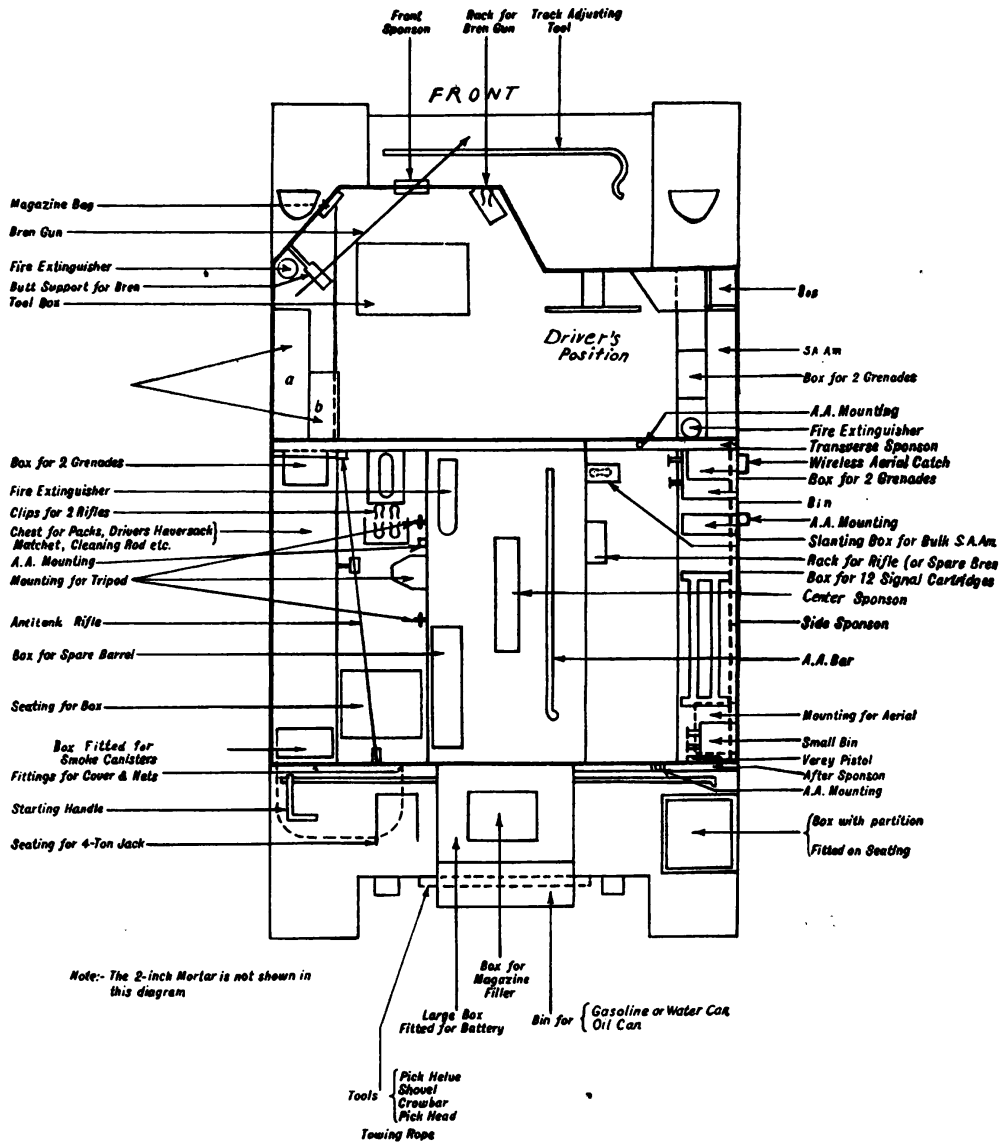 Front
Sponson
Rack for
Bren Gun
Track Adjusting
Tool
FRONT
Magazine Bag
Bren Gun
Fire Extinguisher
Butt Support for Bren
Tool Box
a
b
Driver's
Position
Box
S.A.Am
Box for 2 Grenades
A.A. Mounting
Fire Extinguisher
Transverse Sponson
Wireless Aerial Catch
Box for 2 Grenades
Bin
A.A. Mounting
Slanting Box for Bulk S.A.Am.
Rack for Rifle (or Spare Bren
Box for 12 Signal Cartridges
Center Sponson
Side Sponson
A.A. Bar
Mounting for Aerial
Small Bin
Verey Pistol
After Sponson
A.A. Mounting
Box with partition
Fitted on Seating
Box for 2 Grenades
Fire Extinguisher
Clips for 2 Rifles
Chest for Packs, Drivers Haversack
Matchet, Cleaning Rod etc.
A.A. Mounting
Mounting for Tripod
Antitank Rifle
Box for Spare Barrel
Seating for Box
Box Fitted for
Smoke Canisters
Fittings for Cover & Nets
Starting Handle
Seating for 4-Ton Jack
Note:- The 2-inch Mortar is not shown in
this diagram
Box for
Magazine
Filler
Large Box
Fitted for Battery
Bin for { Gasoline or Water Can
Oil Can
Tools { Pick Helve
Shovel
Crowbar
Pick Head
Towing Rope